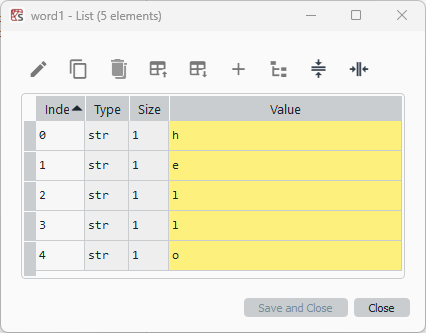 word1 - List (5 elements)
Inde Type Size Value
0 str 1 h
1 str 1 e
2 str 1 l
3 str 1 l
4 str 1 o
Save and Close Close